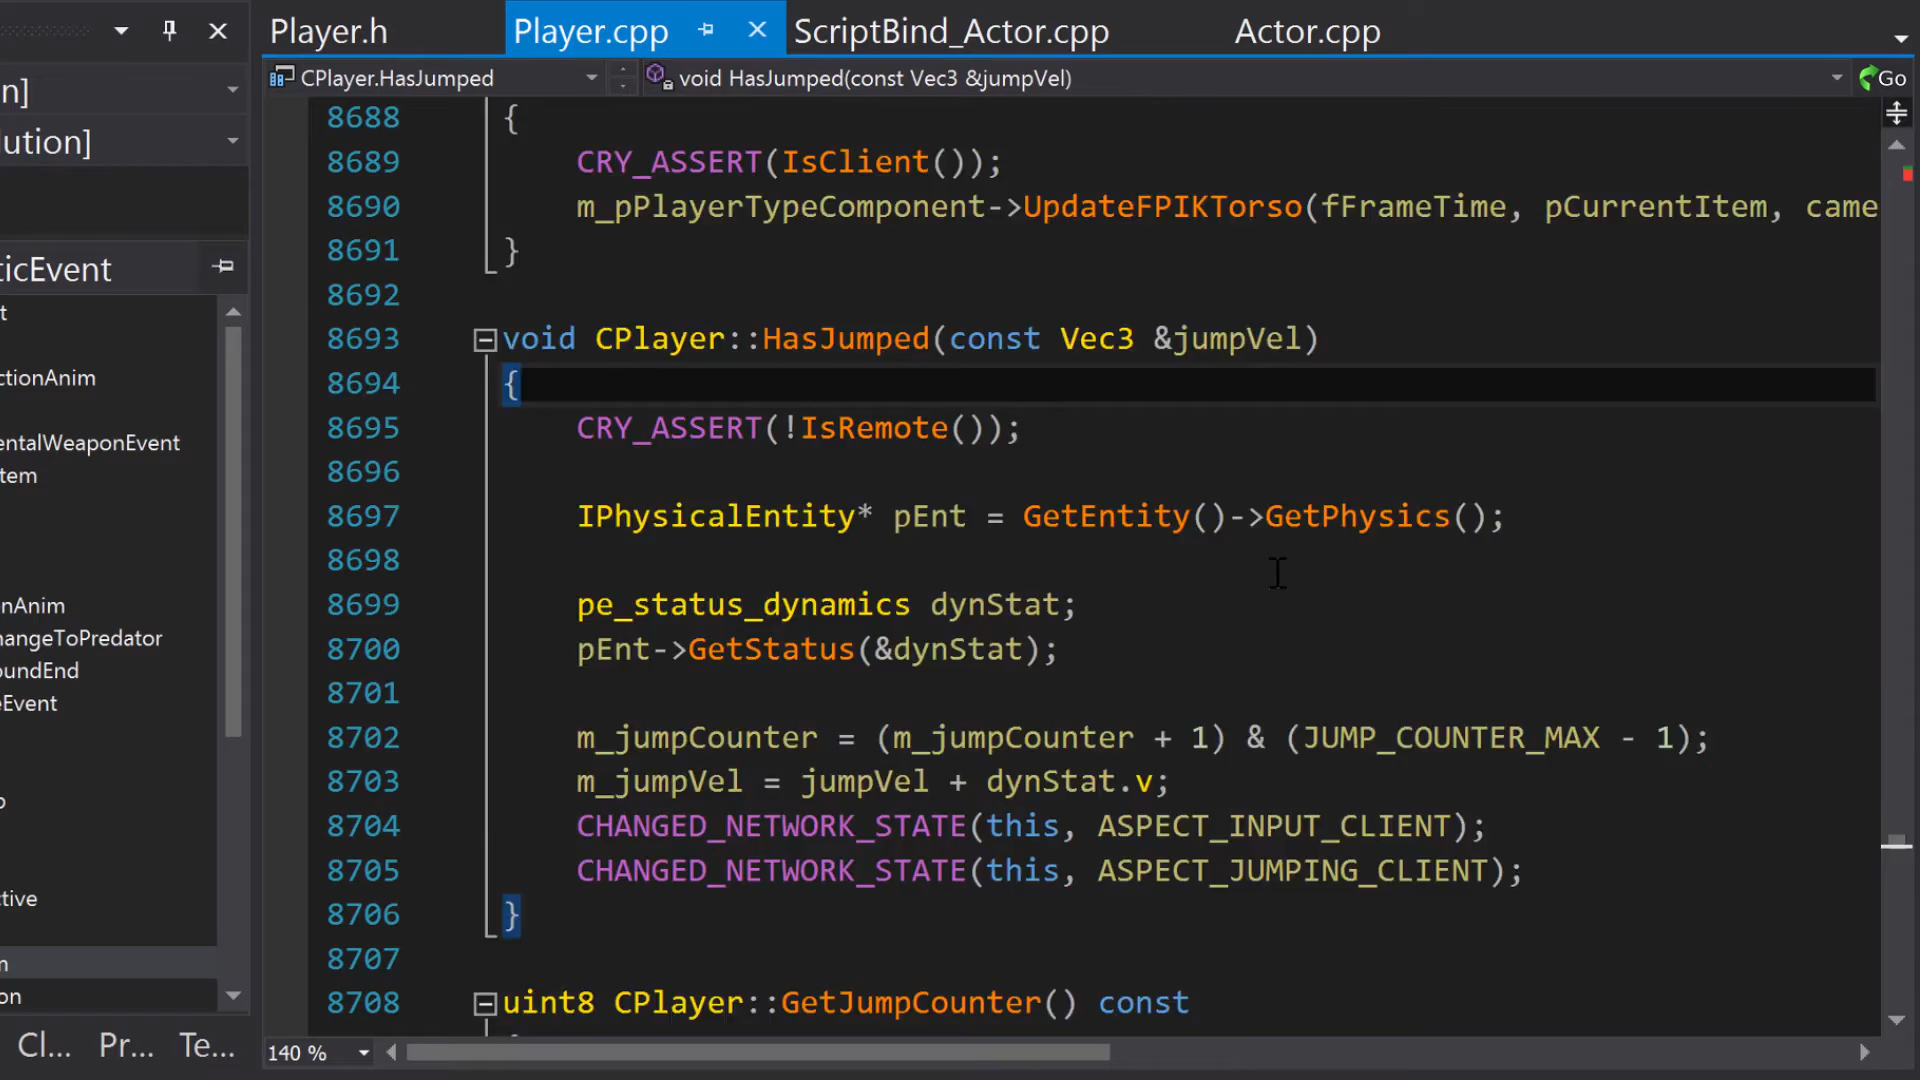 Player.h Player.cpp ScriptBind_Actor.cpp Actor.cpp
CPlayer.HasJumped void HasJumped(const Vec3 &jumpVel) Go
n]
lution]
ticEvent
t
ctionAnim
entalWeaponEvent
tem
onAnim
hangeToPredator
oundEnd
eEvent
o
ctive
n
on
Cl... Pr... Te...
8688 {
8689 CRY_ASSERT(IsClient());
8690 m_pPlayerTypeComponent->UpdateFPIKTorso(fFrameTime, pCurrentItem, came
8691 }
8692
8693 void CPlayer::HasJumped(const Vec3 &jumpVel)
8694 {
8695 CRY_ASSERT(!IsRemote());
8696
8697 IPhysicalEntity* pEnt = GetEntity()->GetPhysics();
8698
8699 pe_status_dynamics dynStat;
8700 pEnt->GetStatus(&dynStat);
8701
8702 m_jumpCounter = (m_jumpCounter + 1) & (JUMP_COUNTER_MAX - 1);
8703 m_jumpVel = jumpVel + dynStat.v;
8704 CHANGED_NETWORK_STATE(this, ASPECT_INPUT_CLIENT);
8705 CHANGED_NETWORK_STATE(this, ASPECT_JUMPING_CLIENT);
8706 }
8707
8708 uint8 CPlayer::GetJumpCounter() const
140 %